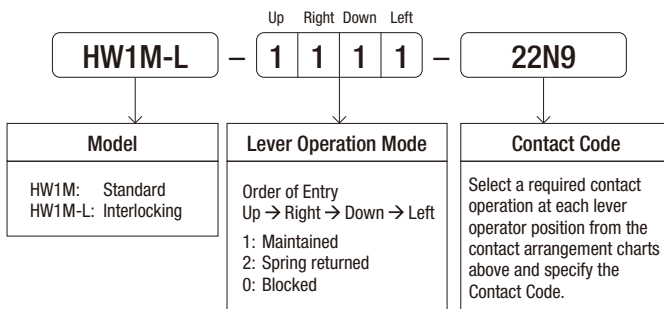 Up Right Down Left
HW1M-L – 1 1 1 1 – 22N9
Model
HW1M: Standard
HW1M-L: Interlocking
Lever Operation Mode
Order of Entry
Up → Right → Down → Left
1: Maintained
2: Spring returned
0: Blocked
Contact Code
Select a required contact
operation at each lever
operator position from the
contact arrangement charts
above and specify the
Contact Code.